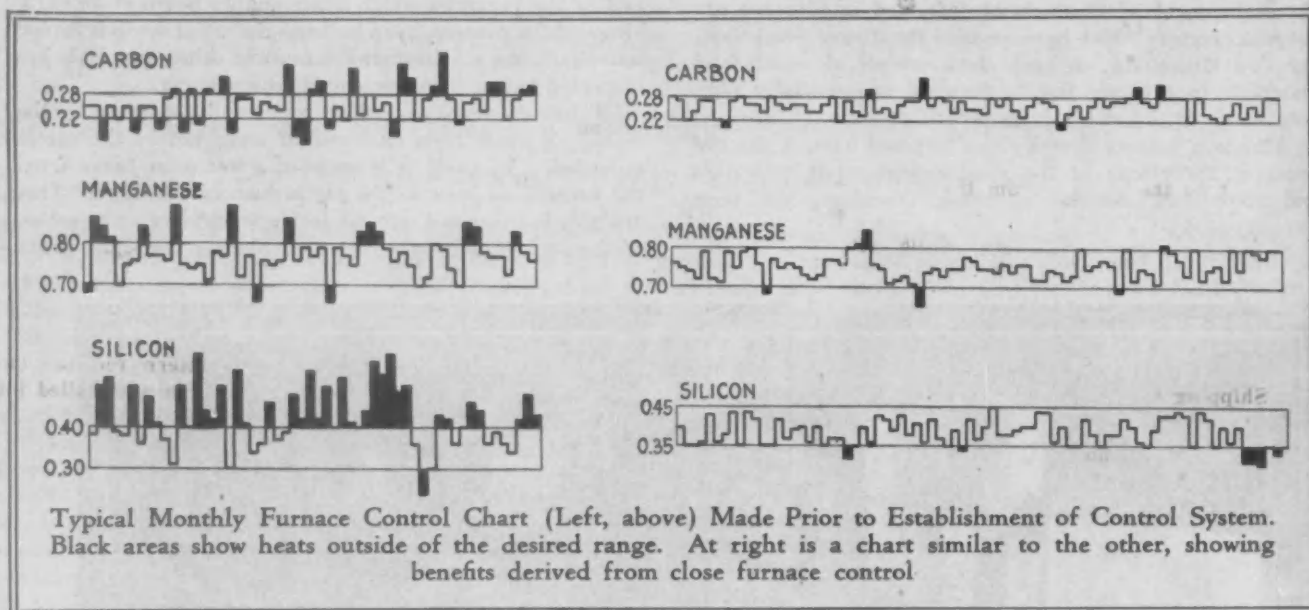 CARBON
0.28
0.22
MANGANESE
0.80
0.70
SILICON
0.40
0.30
CARBON
0.28
0.22
MANGANESE
0.80
0.70
Shipping
SILICON
0.45
0.35
Typical Monthly Furnace Control Chart (Left, above) Made Prior to Establishment of Control System.
Black areas show heats outside of the desired range. At right is a chart similar to the other, showing
benefits derived from close furnace control